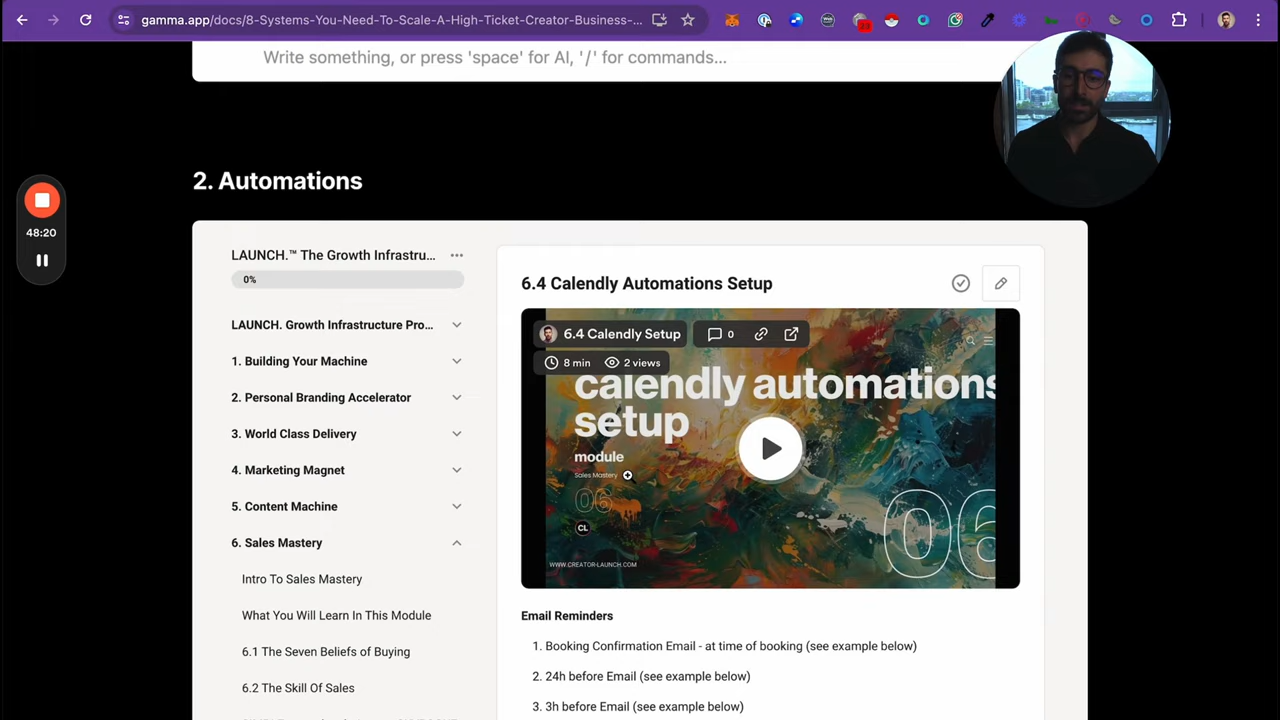 gamma.app/docs/8-Systems-You-Need-To-Scale-A-High-Ticket-Creator-Business-...
Write something, or press 'space' for AI, '/' for commands...
48:20
2. Automations
LAUNCH.™ The Growth Infrastru...
0%
LAUNCH. Growth Infrastructure Pro...
1. Building Your Machine
2. Personal Branding Accelerator
3. World Class Delivery
4. Marketing Magnet
5. Content Machine
6. Sales Mastery
Intro To Sales Mastery
What You Will Learn In This Module
6.1 The Seven Beliefs of Buying
6.2 The Skill Of Sales
6.4 Calendly Automations Setup
6.4 Calendly Setup
0
8 min
2 views
calendly automations
setup
module
Sales Mastery
06
CL
06
WWW.CREATOR-LAUNCH.COM
Email Reminders
1. Booking Confirmation Email - at time of booking (see example below)
2. 24h before Email (see example below)
3. 3h before Email (see example below)